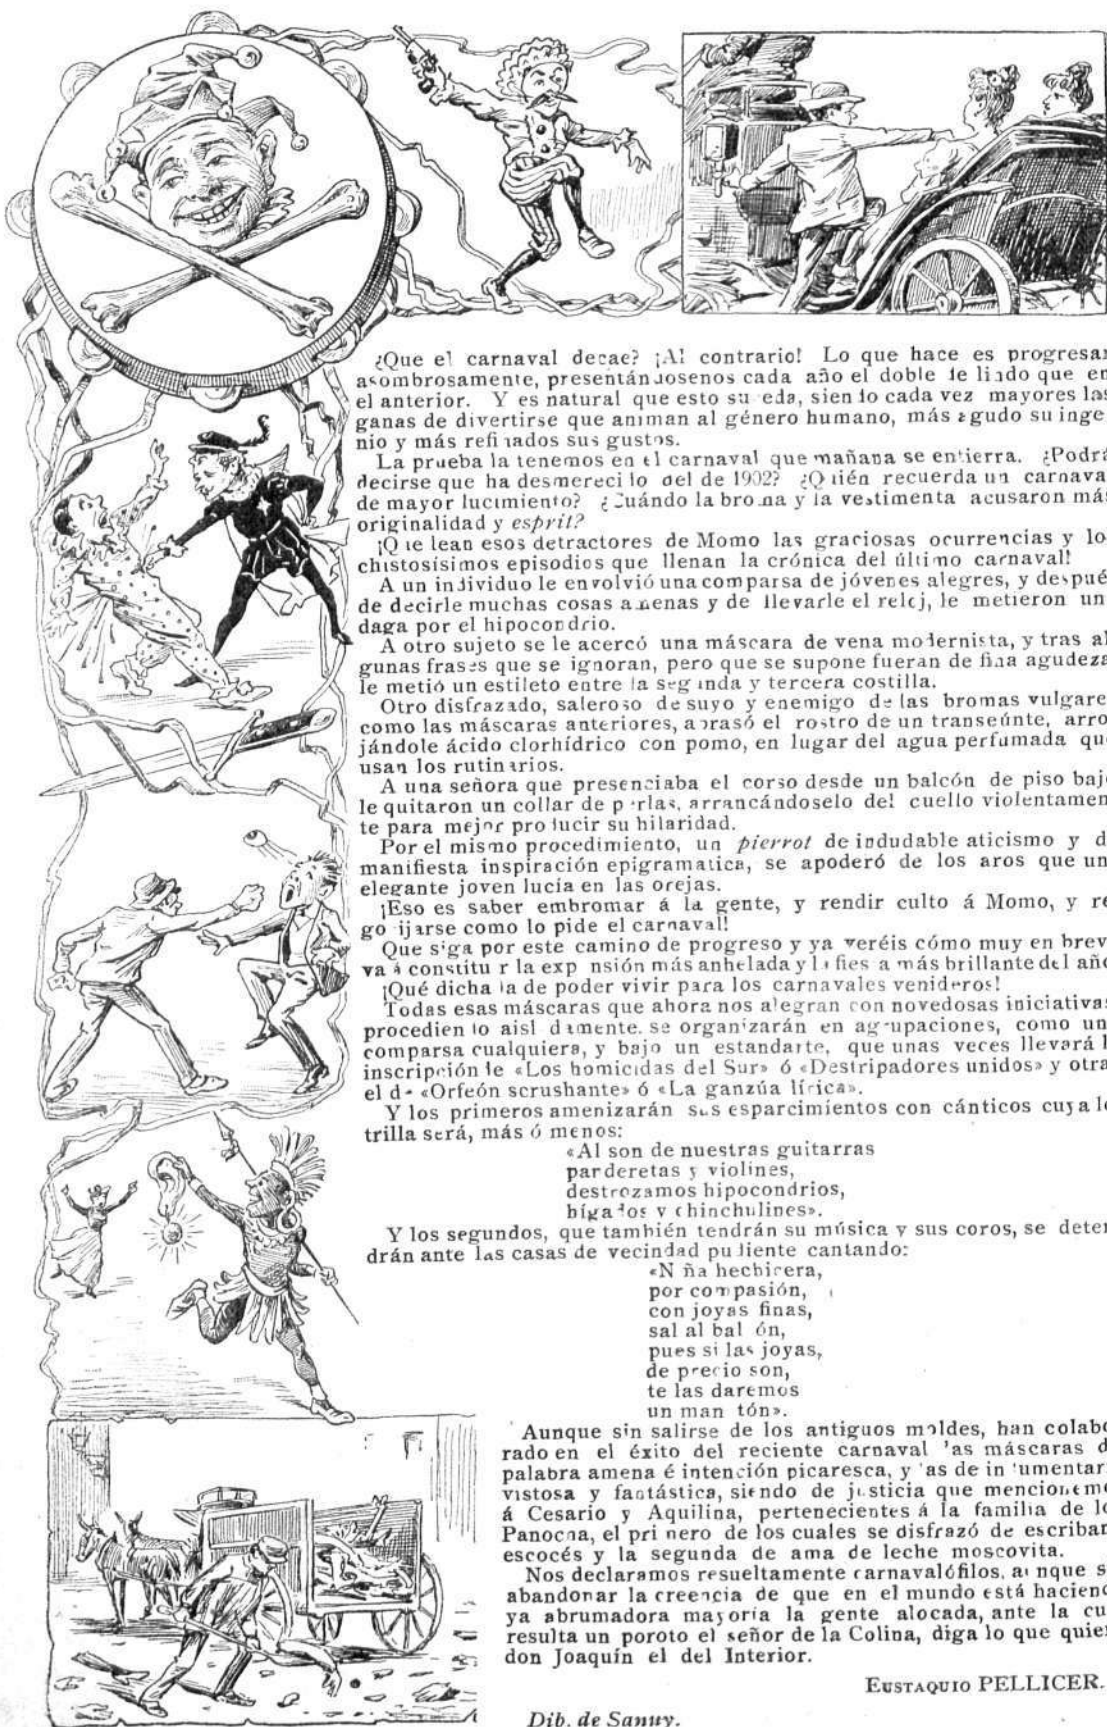 ¿Que el carnaval decae? ¡Al contrario! Lo que hace es progresar
asombrosamente, presentándosenos cada año el doble de lindo que en
el anterior. Y es natural que esto suceda, siendo cada vez mayores las
ganas de divertirse que animan al género humano, más agudo su inge
nio y más refinados sus gustos.
La prueba la tenemos en el carnaval que mañana se entierra. ¿Podrá
decirse que ha desmerecido del de 1902? ¿Quién recuerda un carnava
de mayor lucimiento? ¿Cuándo la broma y la vestimenta acusaron más
originalidad y esprit?
¡Que lean esos detractores de Momo las graciosas ocurrencias y lo
chistosísimos episodios que llenan la crónica del último carnaval!
A un individuo le envolvió una comparsa de jóvenes alegres, y despué
de decirle muchas cosas amenas y de llevarle el reloj, le metieron un
daga por el hipocondrio.
A otro sujeto se le acercó una máscara de vena modernista, y tras al
gunas frases que se ignoran, pero que se supone fueran de fina agudeza
le metió un estileto entre la segunda y tercera costilla.
Otro disfrazado, saleroso de suyo y enemigo de las bromas vulgare
como las máscaras anteriores, abrasó el rostro de un transeúnte, arro
jándole ácido clorhídrico con pomo, en lugar del agua perfumada que
usan los rutinarios.
A una señora que presenciaba el corso desde un balcón de piso baj
le quitaron un collar de perlas, arrancándoselo del cuello violentamen
te para mejor producir su hilaridad.
Por el mismo procedimiento, un pierrot de indudable aticismo y d
manifiesta inspiración epigramatica, se apoderó de los aros que un
elegante joven lucía en las orejas.
¡Eso es saber embromar á la gente, y rendir culto á Momo, y re
gocijarse como lo pide el carnaval!
Que siga por este camino de progreso y ya veréis cómo muy en brev
va á constituir la expansión más anhelada y la fiesta más brillante del año
¡Qué dicha la de poder vivir para los carnavales venideros!
Todas esas máscaras que ahora nos alegran con novedosas iniciativas
procediendo aisladamente, se organizarán en agrupaciones, como un
comparsa cualquiera, y bajo un estandarte, que unas veces llevará l
inscripción de «Los homicidas del Sur» ó «Destripadores unidos» y otra
el de «Orfeón scrushante» ó «La ganzúa lírica».
Y los primeros amenizarán sus esparcimientos con cánticos cuya le
trilla será, más ó menos:
«Al son de nuestras guitarras
panderetas y violines,
destrozamos hipocondrios,
hígados y chinchulines».
Y los segundos, que también tendrán su música y sus coros, se deten
drán ante las casas de vecindad pudiente cantando:
«Niña hechicera,
por compasión,
con joyas finas,
sal al balcón,
pues si las joyas,
de precio son,
te las daremos
un mantón».
Aunque sin salirse de los antiguos moldes, han colabo
rado en el éxito del reciente carnaval las máscaras d
palabra amena é intención picaresca, y las de indumentari
vistosa y fantástica, siendo de justicia que mencionemo
á Cesario y Aquilina, pertenecientes á la familia de lo
Panocha, el primero de los cuales se disfrazó de escriban
escocés y la segunda de ama de leche moscovita.
Nos declaramos resueltamente carnavalófilos, aunque si
abandonar la creencia de que en el mundo está haciend
ya abrumadora mayoría la gente alocada, ante la cu
resulta un poroto el señor de la Colina, diga lo que quier
don Joaquín el del Interior.
EUSTAQUIO PELLICER.
Dib. de Sanuy.